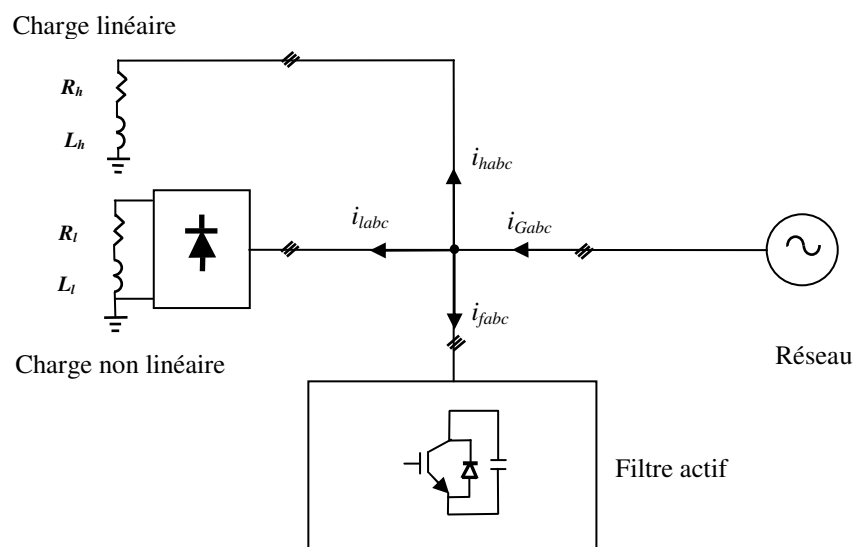 Charge linéaire
R_h
L_h
i_habc
i_labc
i_Gabc
R_l
L_l
i_fabc
Réseau
Charge non linéaire
Filtre actif